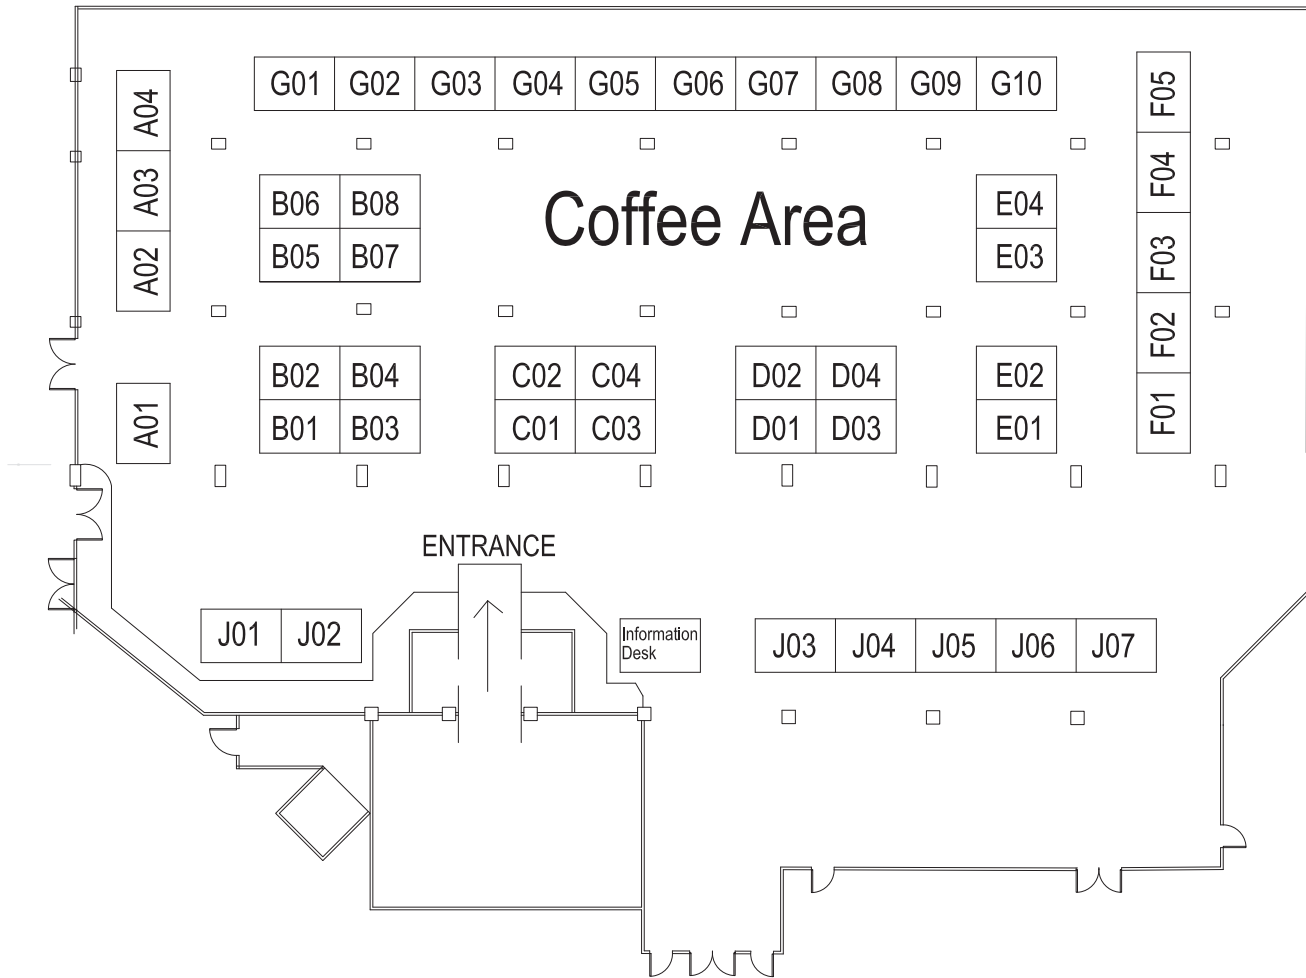 G01 G02 G03 G04 G05 G06 G07 G08 G09 G10
F05
A04
F04
A03
B06 B08
Coffee Area
E04
B05 B07
E03
F03
A02
F02
B02 B04
C02 C04
D02 D04
E02
A01
B01 B03
C01 C03
D01 D03
E01
F01
ENTRANCE
J01 J02
Information
Desk
J03 J04 J05 J06 J07